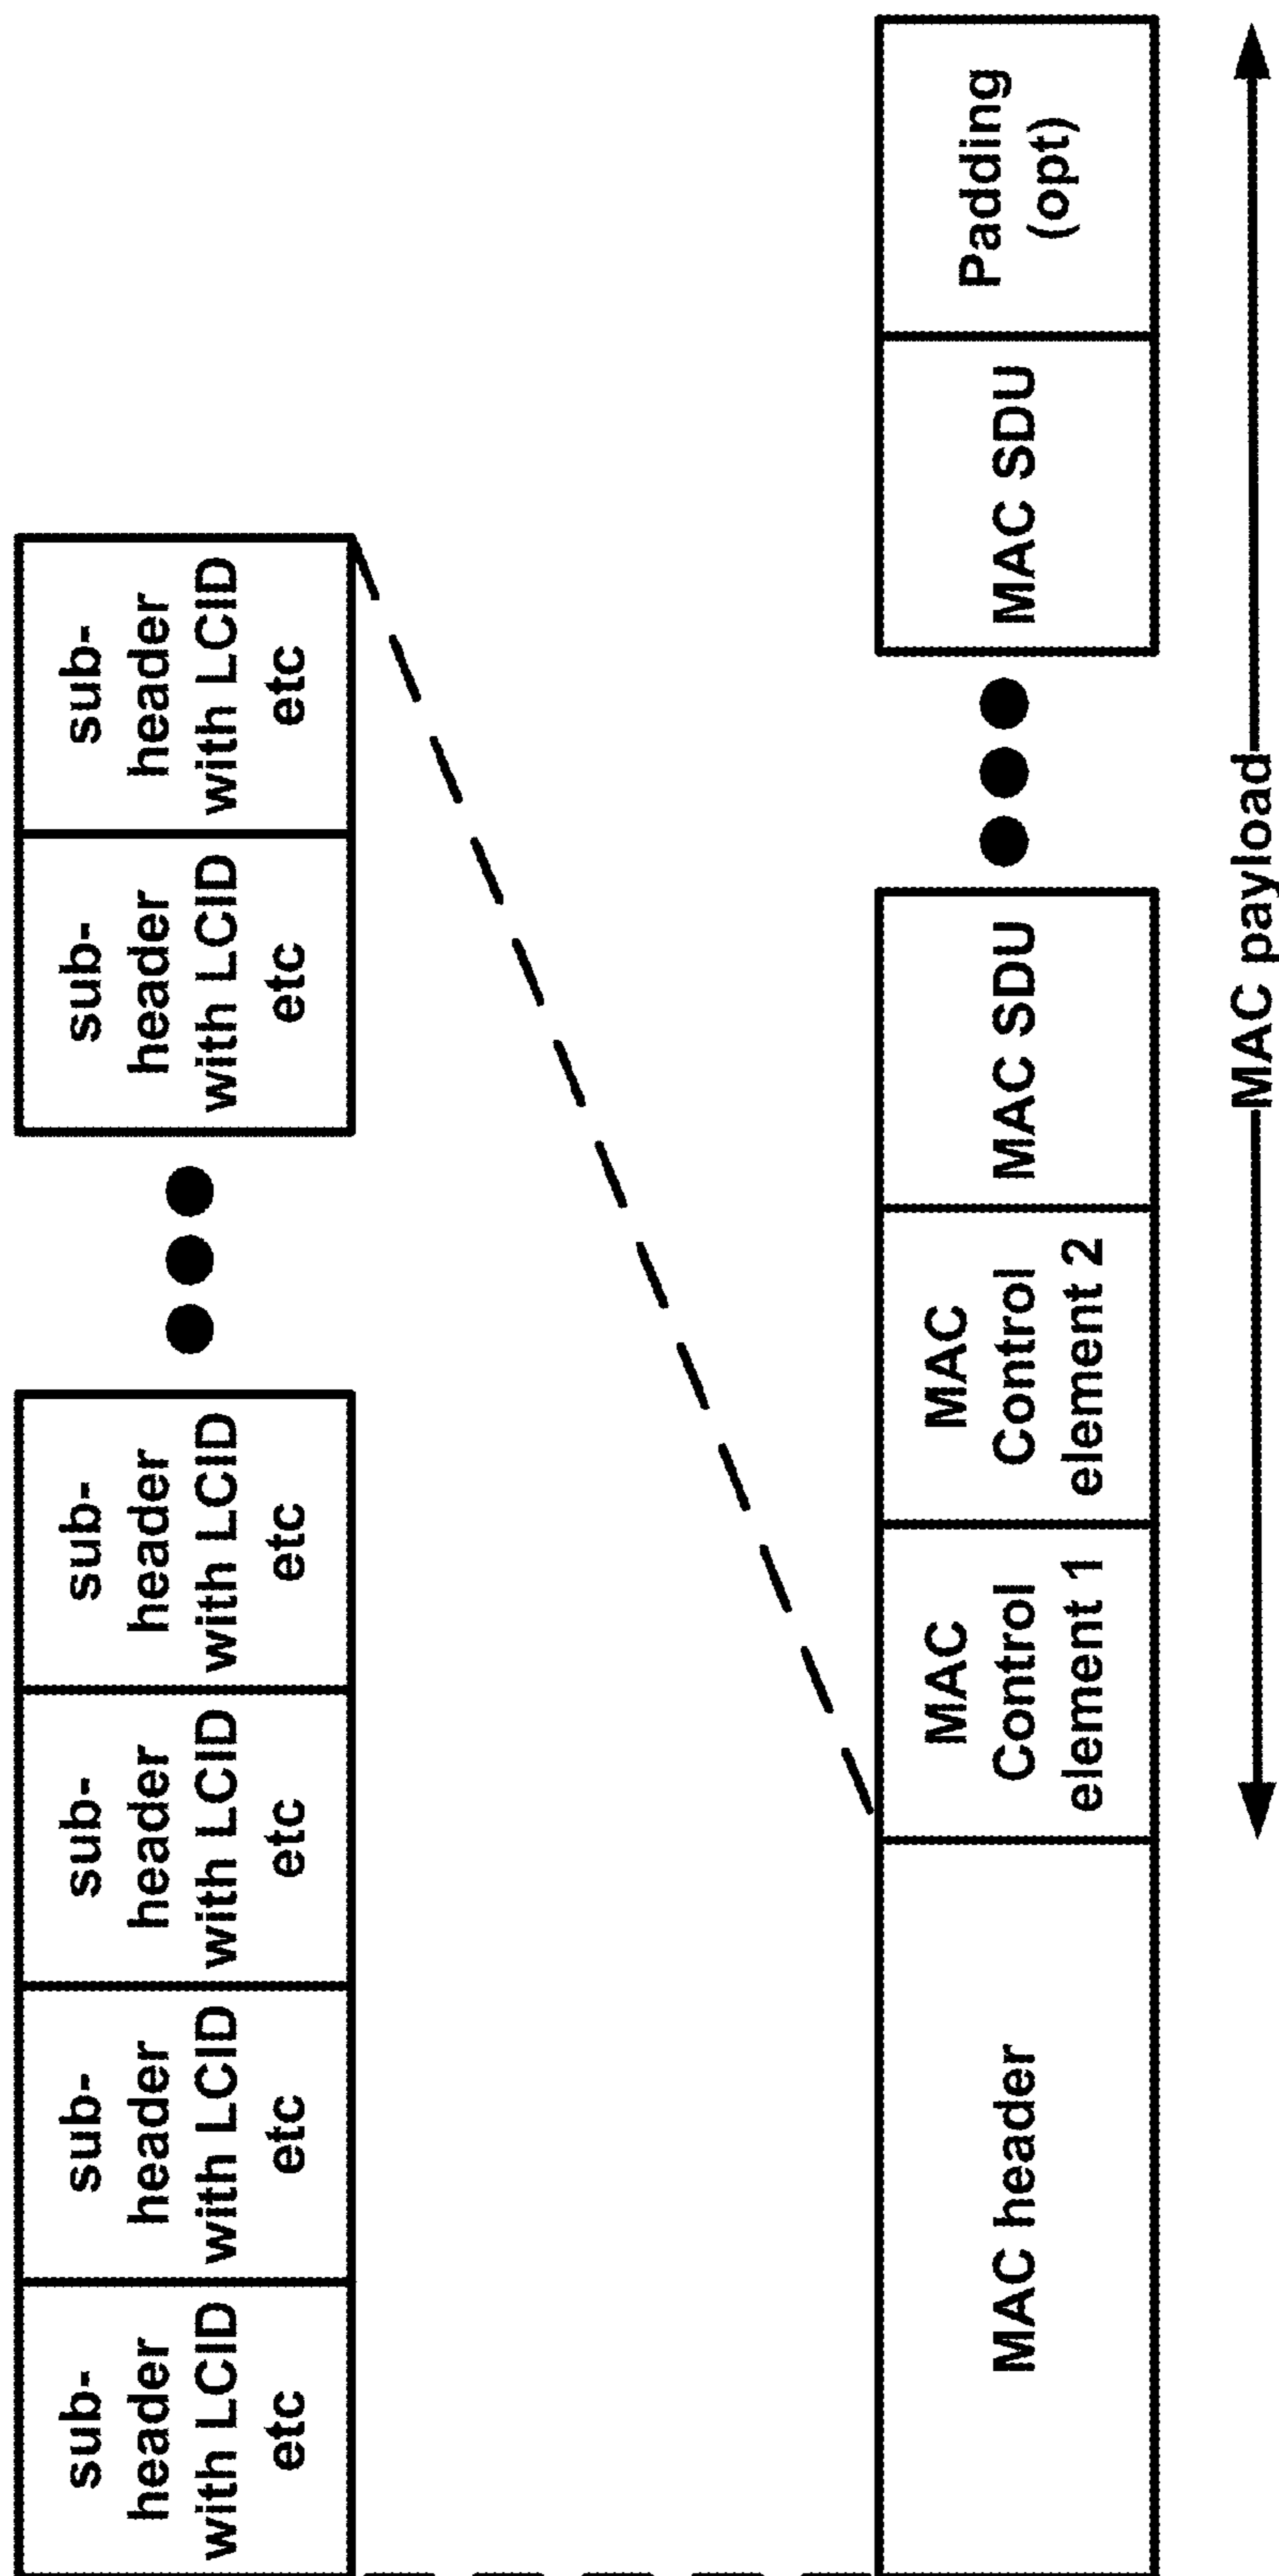 sub-
header
with LCID
etc
sub-
header
with LCID
etc
sub-
header
with LCID
etc
sub-
header
with LCID
etc
sub-
header
with LCID
etc
sub-
header
with LCID
etc
MAC header
MAC
Control
element 1
MAC
Control
element 2
MAC SDU
MAC SDU
Padding
(opt)
MAC payload